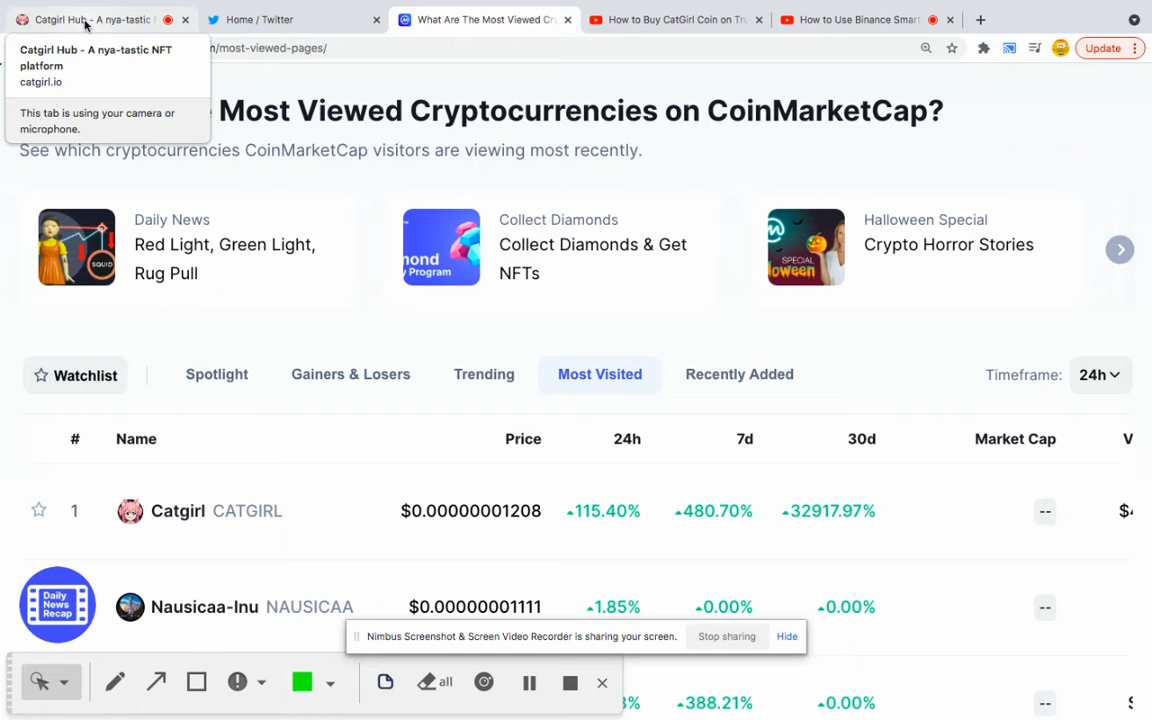 Catgirl Hub - A nya-tastic
Home / Twitter
What Are The Most Viewed Cr
How to Buy CatGirl Coin on Tru
How to Use Binance Smar
Catgirl Hub - A nya-tastic NFT
platform
catgirl.io
This tab is using your camera or
microphone.
m/most-viewed-pages/
Update
Most Viewed Cryptocurrencies on CoinMarketCap?
See which cryptocurrencies CoinMarketCap visitors are viewing most recently.
SQUID
Daily News
Red Light, Green Light,
Rug Pull
mond
y Program
Collect Diamonds
Collect Diamonds & Get
NFTs
SPECIAL
loween
Halloween Special
Crypto Horror Stories
Watchlist
Spotlight
Gainers & Losers
Trending
Most Visited
Recently Added
Timeframe:
24h
# Name Price 24h 7d 30d Market Cap V
1 Catgirl CATGIRL $0.00000001208 115.40% 480.70% 32917.97% -- $4
Daily
News
Recap
Nausicaa-Inu NAUSICAA $0.00000001111 1.85% 0.00% 0.00% --
Nimbus Screenshot & Screen Video Recorder is sharing your screen.
Stop sharing
Hide
all
% 388.21% 0.00% --